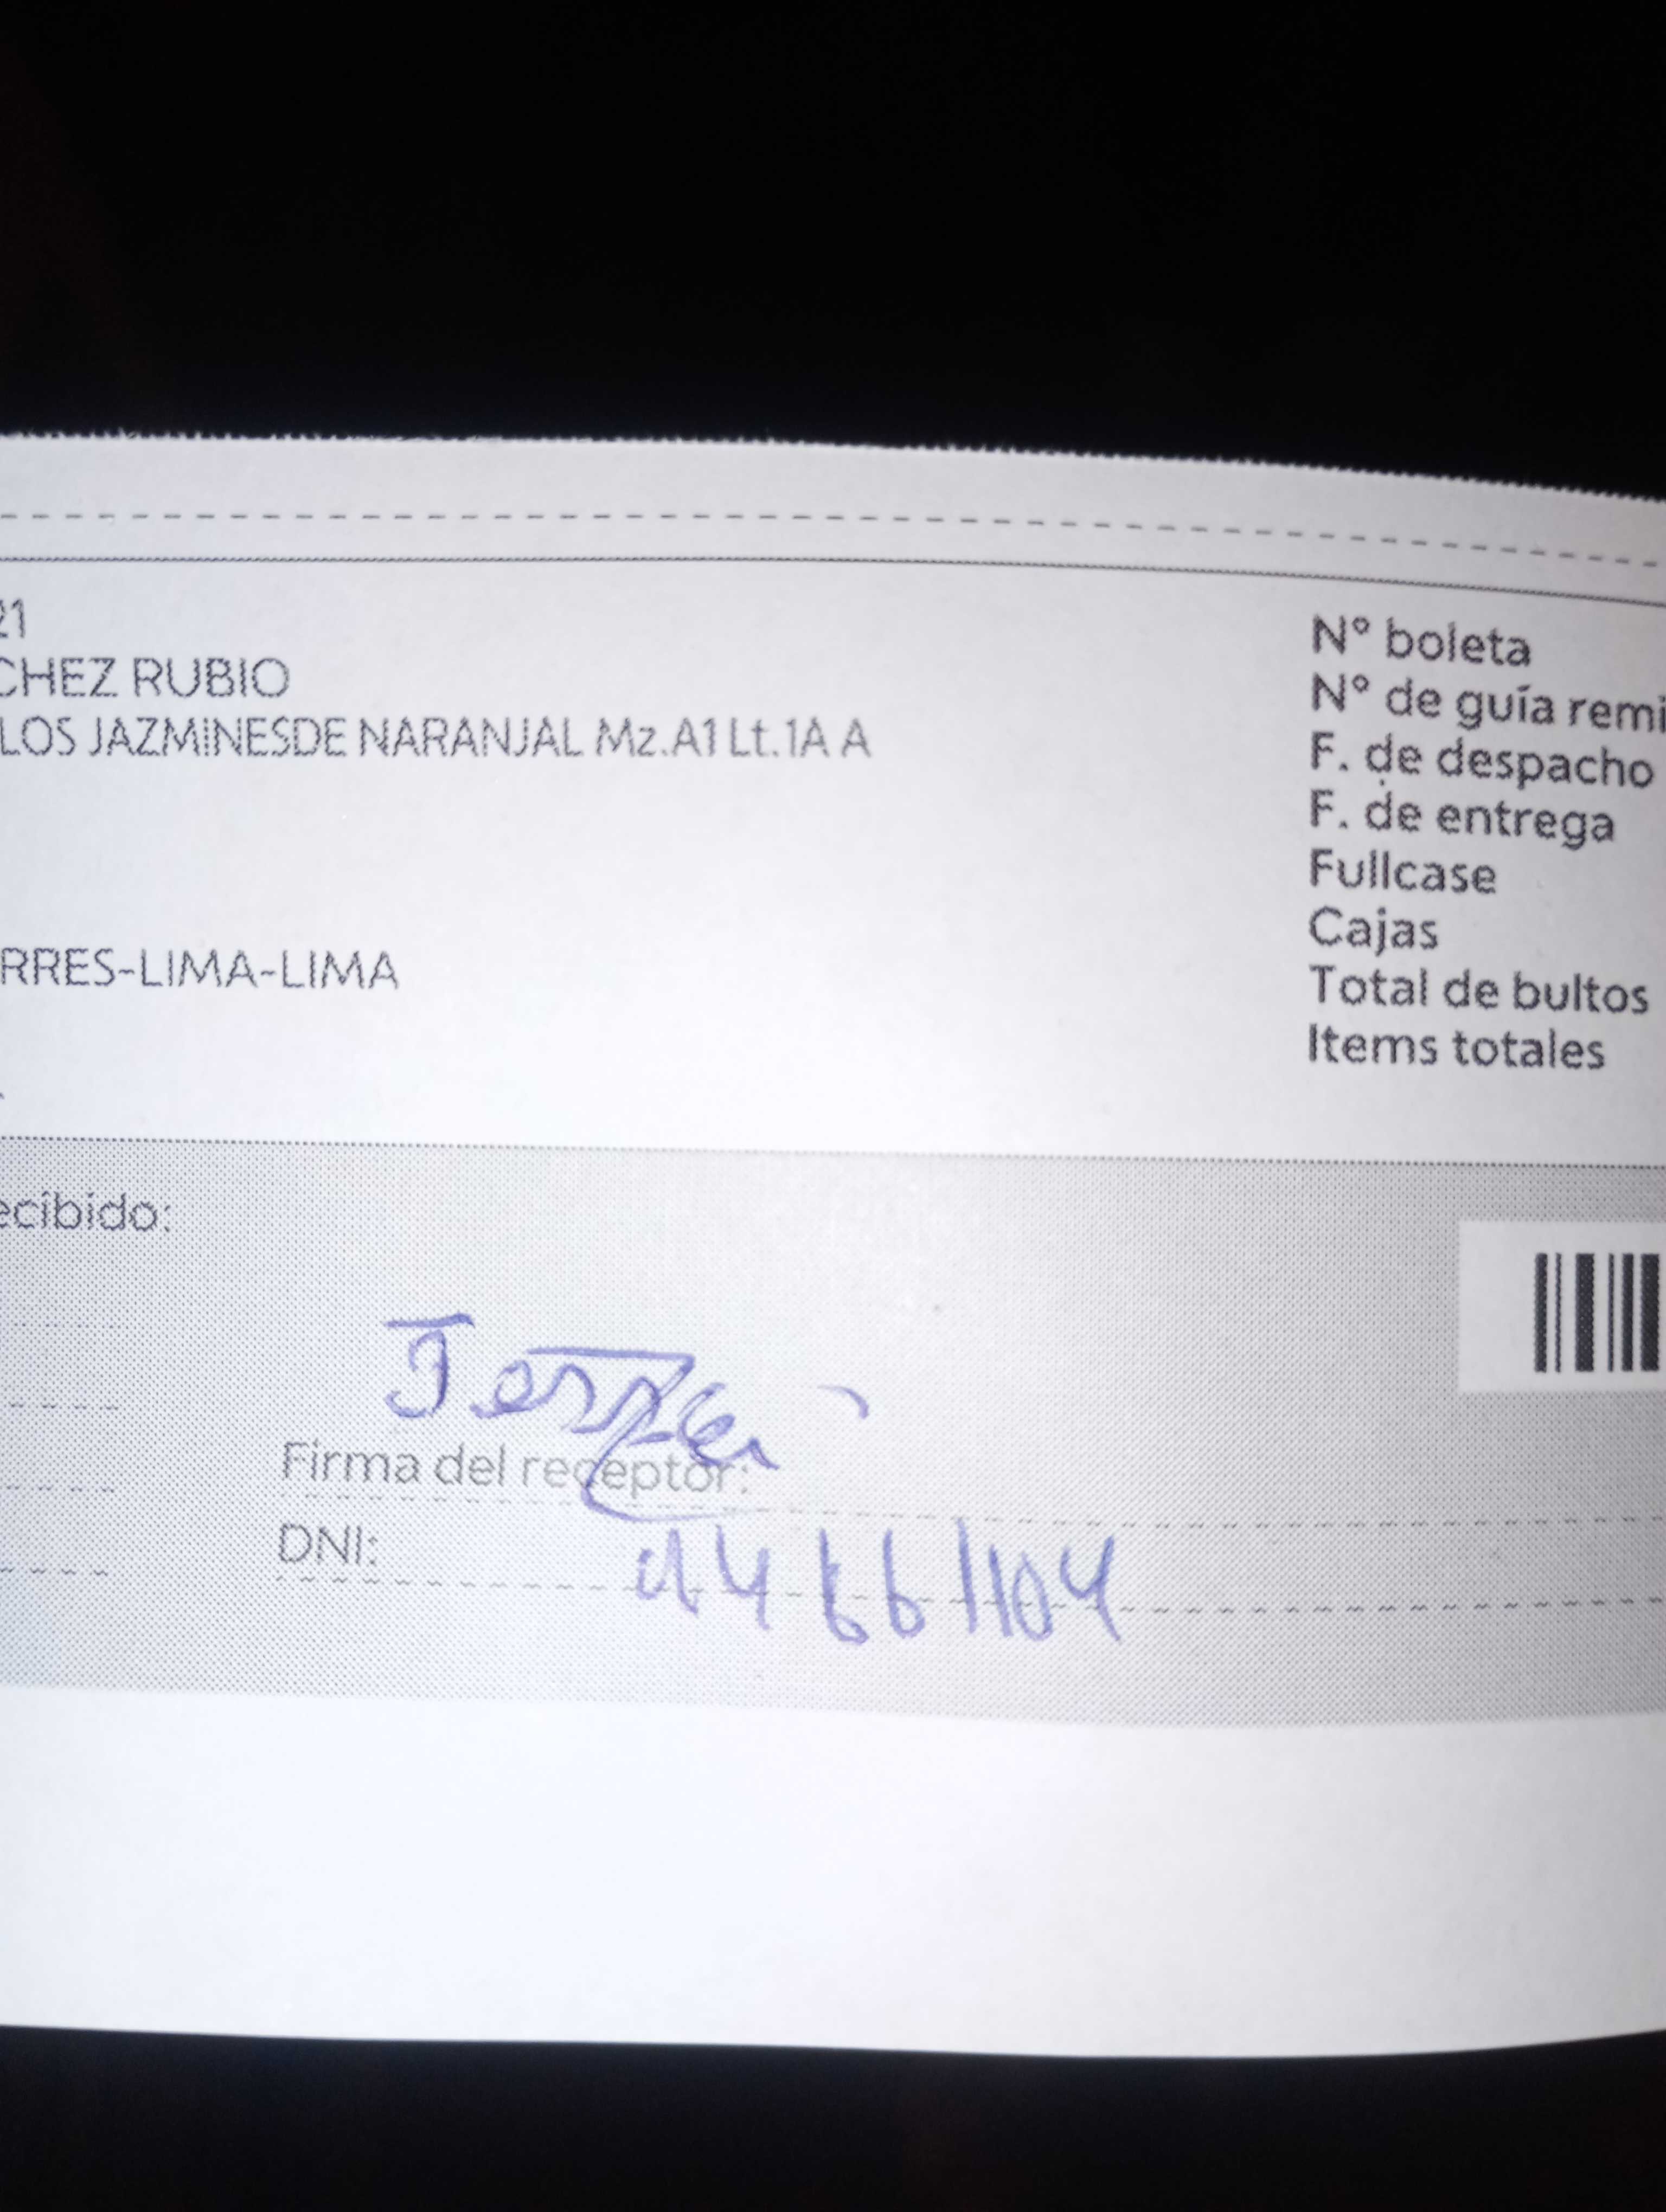 21
CHEZ RUBIO
LOS JAZMINESDE NARANJAL Mz.A1 Lt.1A A
RRES-LIMA-LIMA
N° boleta
N° de guía remi
F. de despacho
F. de entrega
Fullcase
Cajas
Total de bultos
Items totales
ecibido:
Firma del receptor:
DNI: 44661104